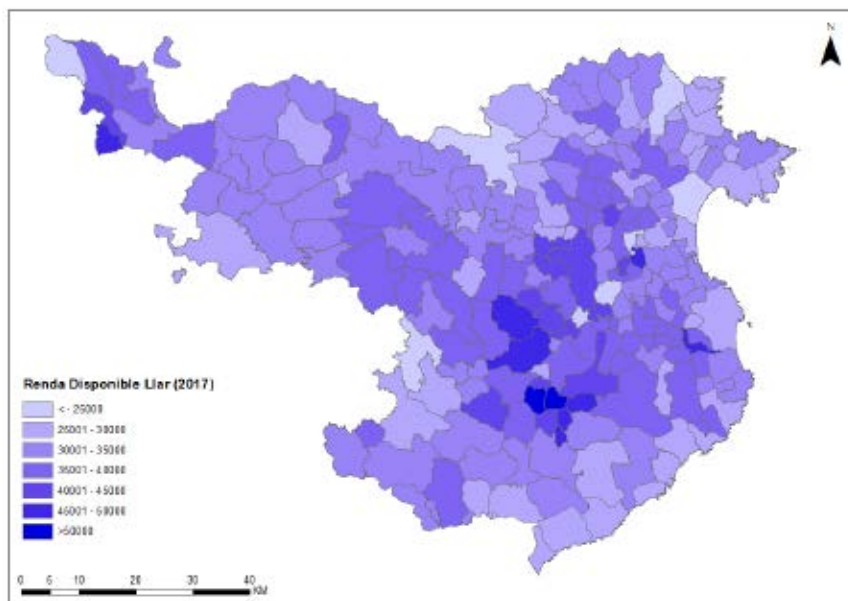 N
Renda Disponible Llar (2017)
< - 25000
25001 - 30000
30001 - 35000
35001 - 40000
40001 - 45000
45001 - 50000
>50000
0 5 10 20 30 40
KM